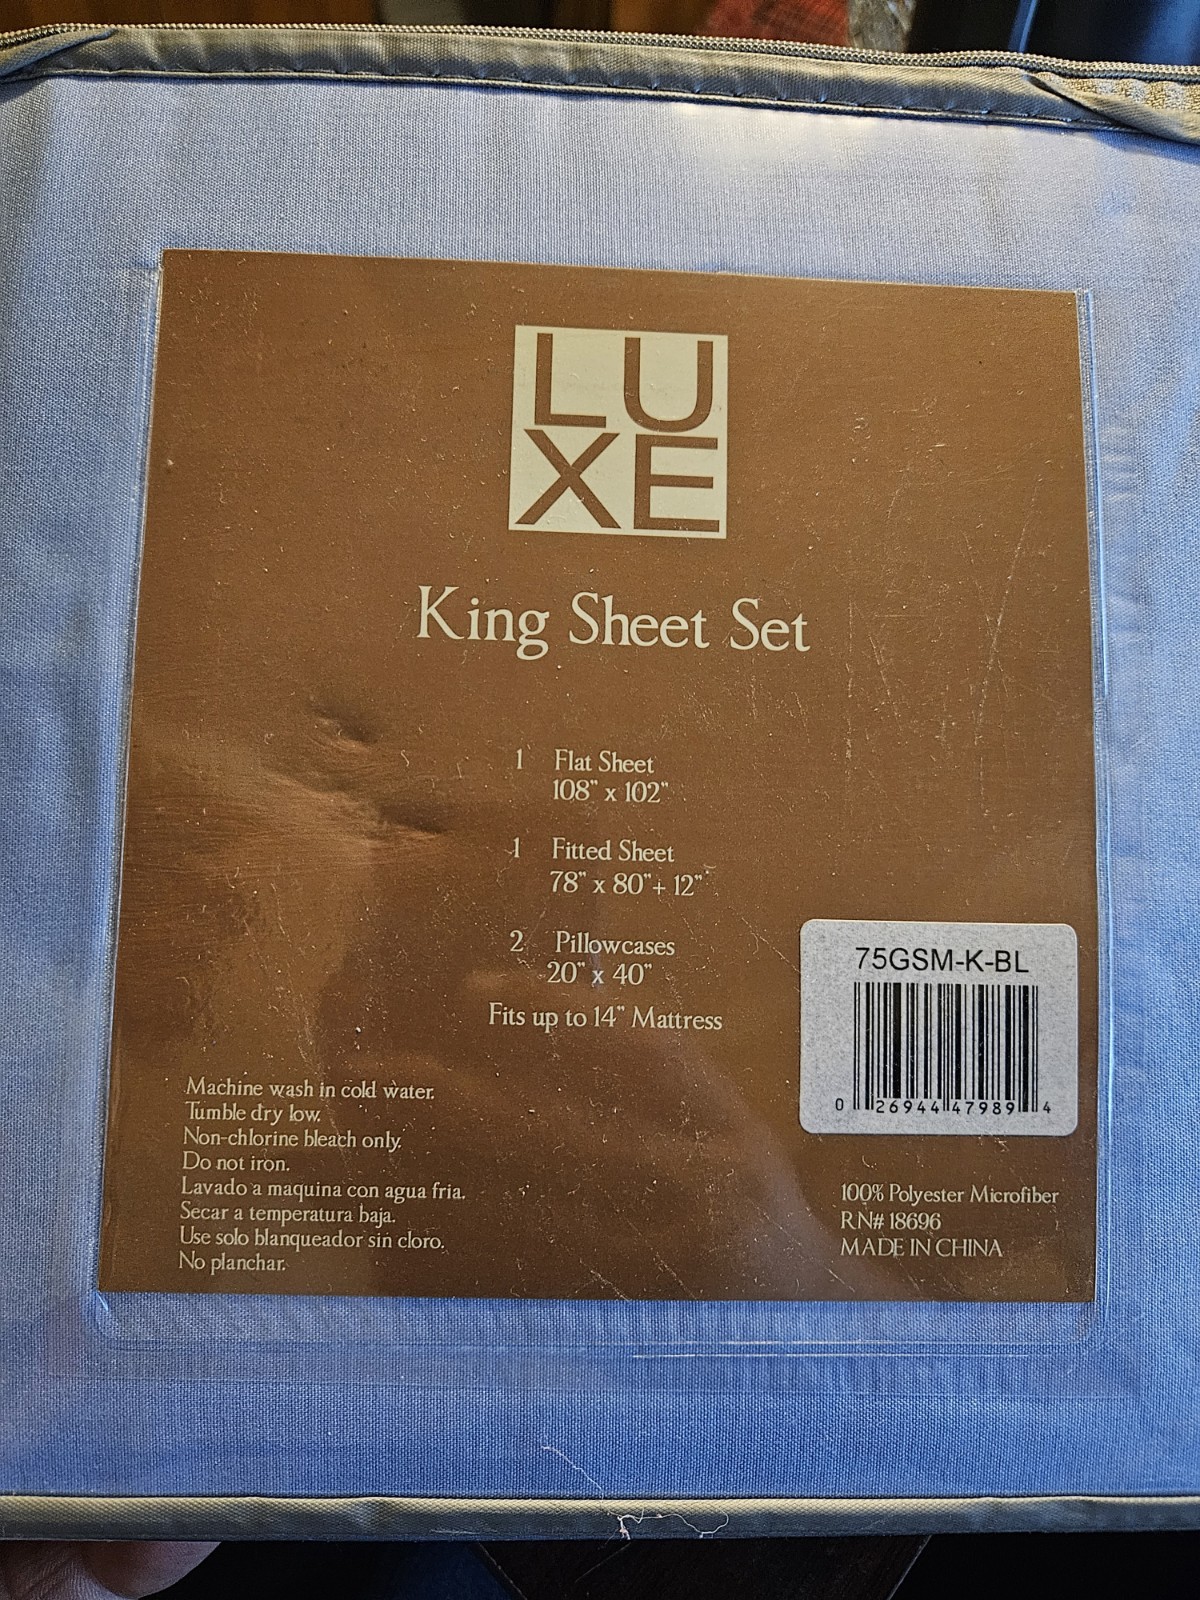 LU
XE
King Sheet Set
1 Flat Sheet
108" x 102"
1 Fitted Sheet
78" x 80"+ 12"
2 Pillowcases
20" x 40"
Fits up to 14" Mattress
75GSM-K-BL
0 26944 47989 4
Machine wash in cold water.
Tumble dry low.
Non-chlorine bleach only.
Do not iron.
Lavado a maquina con agua fria.
Secar a temperatura baja.
Use solo blanqueador sin cloro.
No planchar.
100% Polyester Microfiber
RN# 18696
MADE IN CHINA